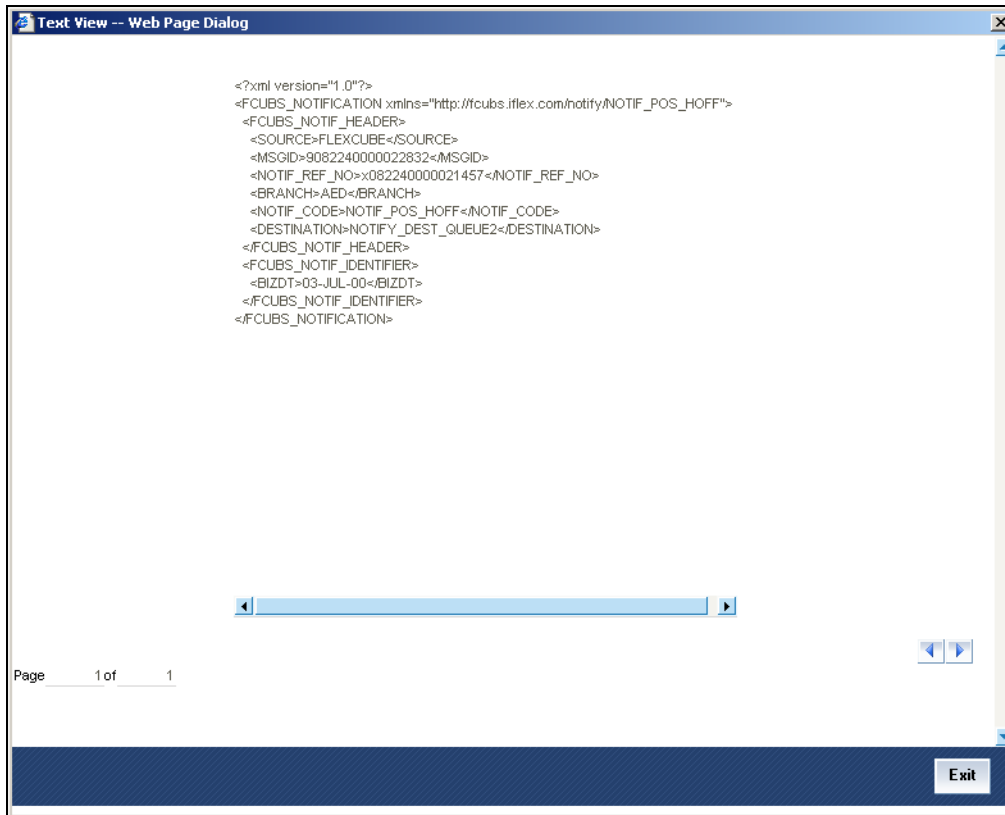 Text View -- Web Page Dialog
<?xml version="1.0"?>
<FCUBS_NOTIFICATION xmlns="http://fcubs.iflex.com/notify/NOTIF_POS_HOFF">
<FCUBS_NOTIF_HEADER>
<SOURCE>FLEXCUBE</SOURCE>
<MSGID>9082240000022832</MSGID>
<NOTIF_REF_NO>x082240000021457</NOTIF_REF_NO>
<BRANCH>AED</BRANCH>
<NOTIF_CODE>NOTIF_POS_HOFF</NOTIF_CODE>
<DESTINATION>NOTIFY_DEST_QUEUE2</DESTINATION>
</FCUBS_NOTIF_HEADER>
<FCUBS_NOTIF_IDENTIFIER>
<BIZDT>03-JUL-00</BIZDT>
</FCUBS_NOTIF_IDENTIFIER>
</FCUBS_NOTIFICATION>
Page 1 of 1
Exit